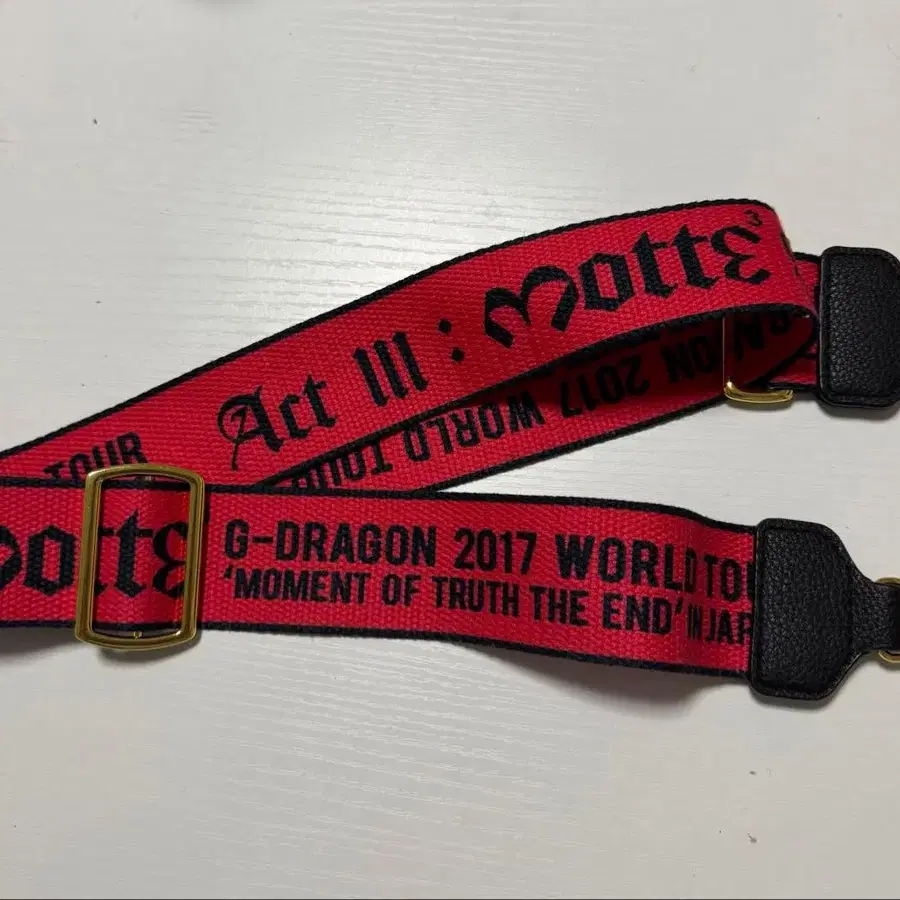 Act III : Motte
3
TOUR
ON 2017 WORLD TOUR
Motte
G-DRAGON 2017 WORLD TOU
'MOMENT OF TRUTH THE END' IN JAP